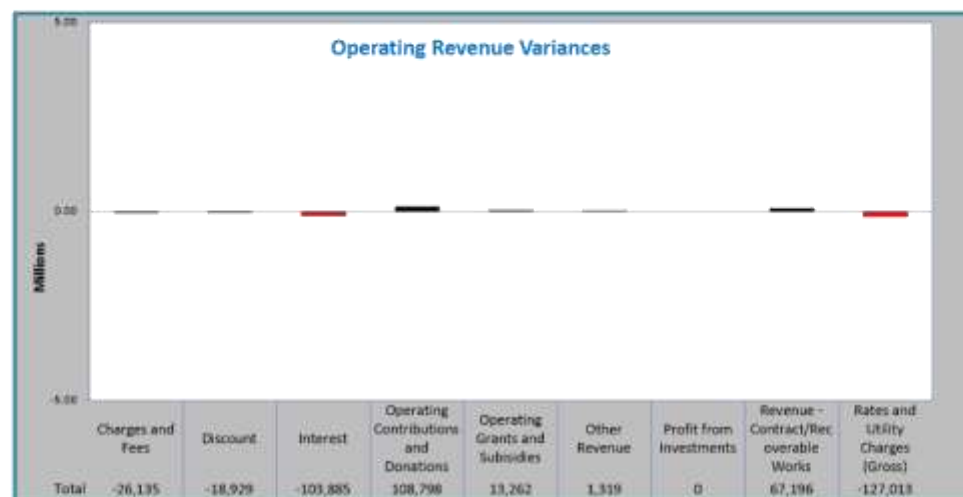 5.00
Operating Revenue Variances
0.00
Millions
-5.00
Charges and
Fees
Discount
Interest
Operating
Contributions
and
Donations
Operating
Grants and
Subsidies
Other
Revenue
Profit from
Investments
Revenue -
Contract/Rec
overable
Works
Rates and
Utility
Charges
(Gross)
Total -26,135 -18,929 -103,885 108,798 13,262 1,319 0 67,196 -127,013